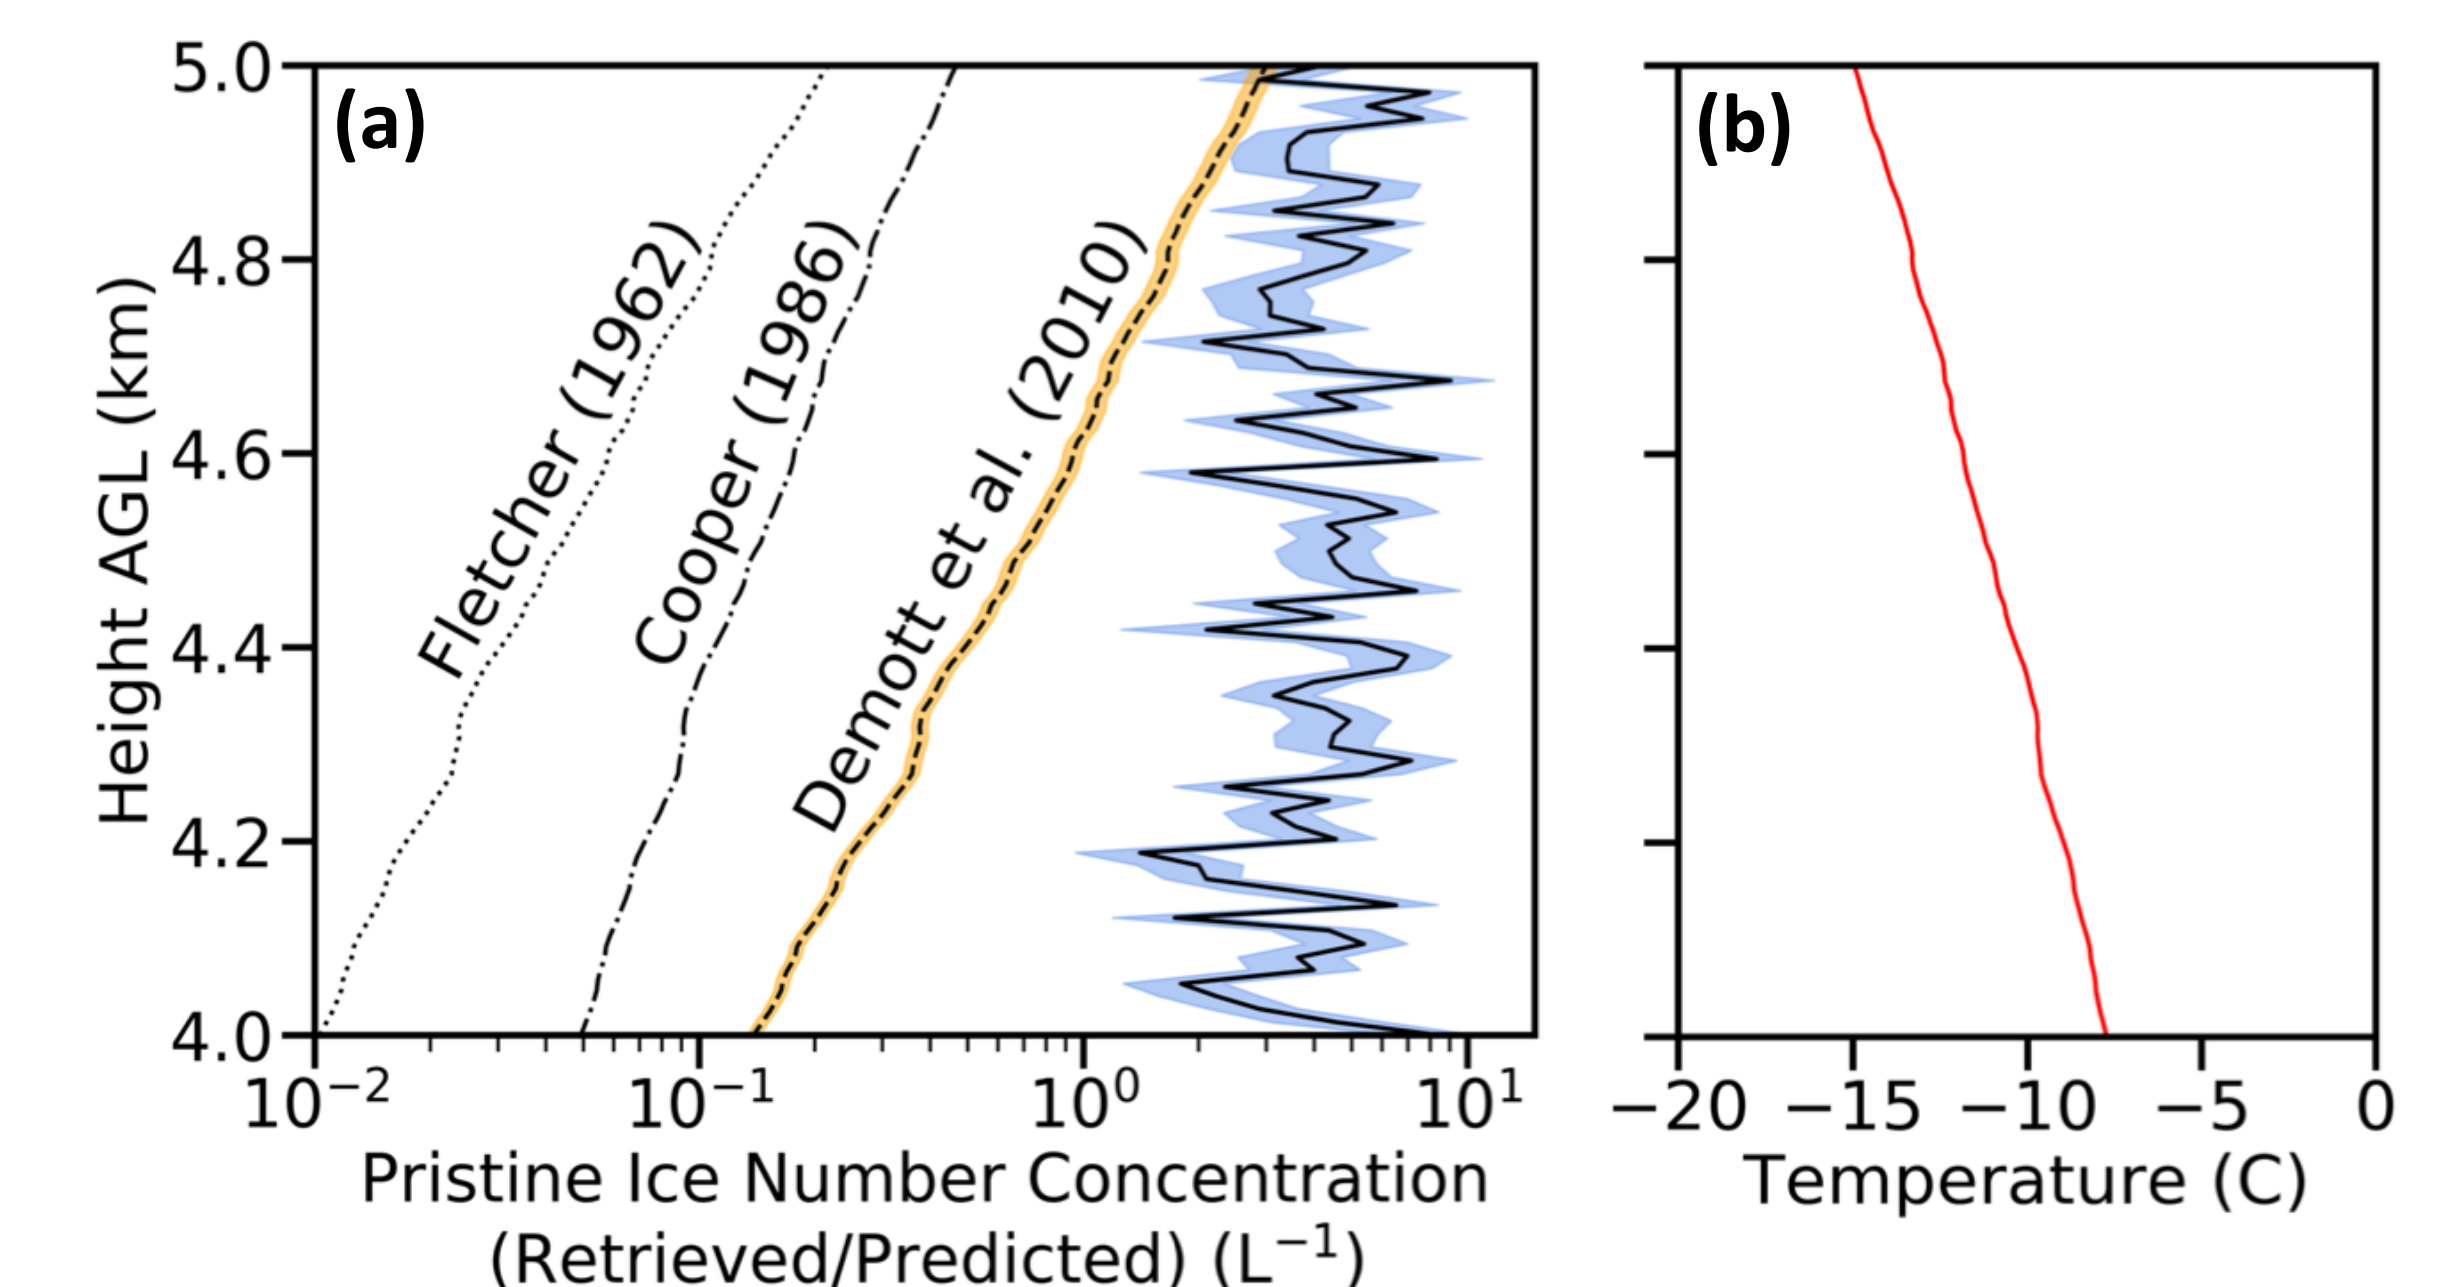 (a)
Height AGL (km)
5.0
4.8
4.6
4.4
4.2
4.0
Fletcher (1962)
Cooper (1986)
Demott et al. (2010)
10⁻² 10⁻¹ 10⁰ 10¹
Pristine Ice Number Concentration
(Retrieved/Predicted) (L⁻¹)
(b)
−20 −15 −10 −5 0
Temperature (C)